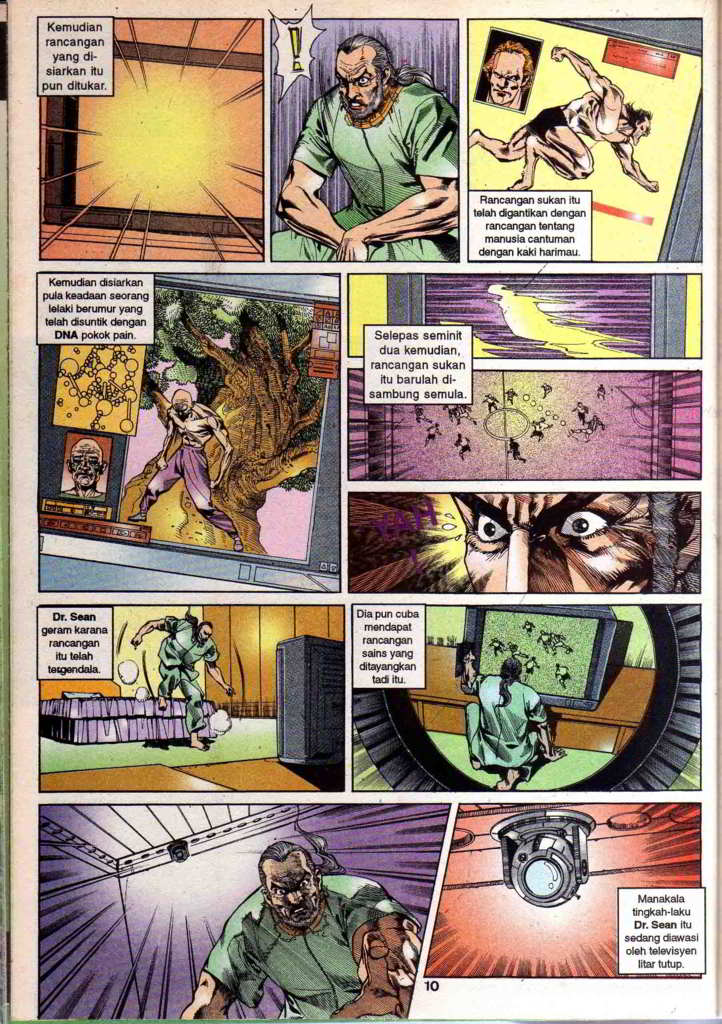 Kemudian
rancangan
yang di-
siarkan itu
pun ditukar.
!
Rancangan sukan itu
telah digantikan dengan
rancangan tentang
manusia cantuman
dengan kaki harimau.
Kemudian disiarkan
pula keadaan seorang
lelaki berumur yang
telah disuntik dengan
DNA pokok pain.
Selepas seminit
dua kemudian,
rancangan sukan
itu barulah di-
sambung semula.
YAH
!
Dr. Sean
geram karana
rancangan
itu telah
tergendala.
Dia pun cuba
mendapat
rancangan
sains yang
ditayangkan
tadi itu.
Manakala
tingkah-laku
Dr. Sean itu
sedang diawasi
oleh televisyen
litar tutup.
10